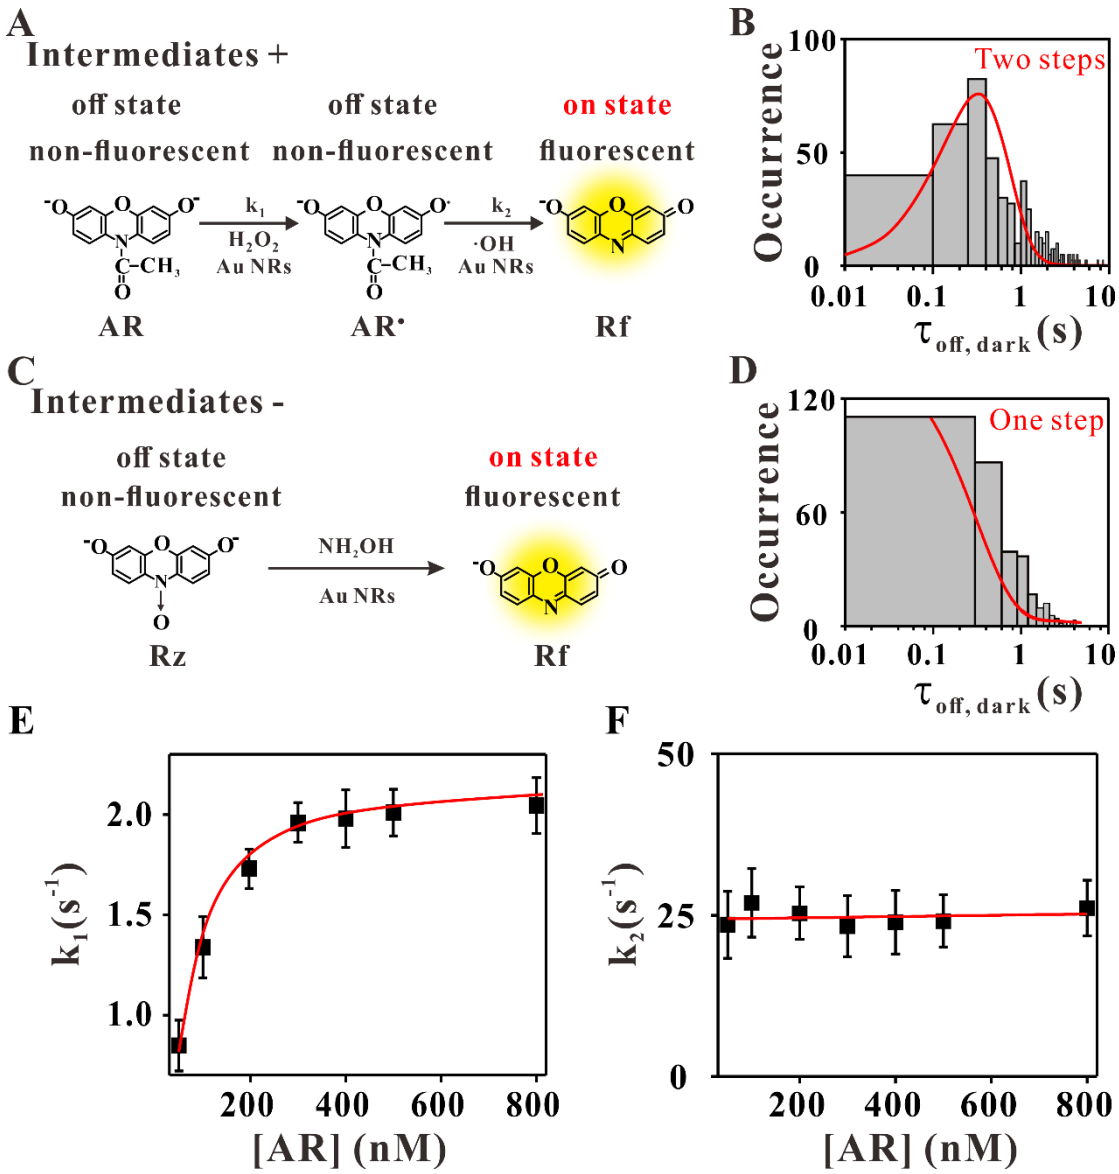 A
Intermediates +
off state
off state
on state
non-fluorescent
non-fluorescent
fluorescent
⁻O O O⁻
N
C—CH₃
O
k₁
H₂O₂
Au NRs
⁻O O O·
N
C—CH₃
O
k₂
·OH
Au NRs
⁻O O O
N
AR
AR·
Rf
B
Two steps
Occurrence
100
50
0
0.01 0.1 1 10
τoff, dark (s)
C
Intermediates -
off state
on state
non-fluorescent
fluorescent
⁻O O O⁻
N
O
NH₂OH
Au NRs
⁻O O O
N
Rz
Rf
D
One step
Occurrence
120
60
0
0.01 0.1 1 10
τoff, dark (s)
E
k₁(s⁻¹)
2.0
1.5
1.0
200 400 600 800
[AR] (nM)
F
k₂(s⁻¹)
50
25
0
200 400 600 800
[AR] (nM)